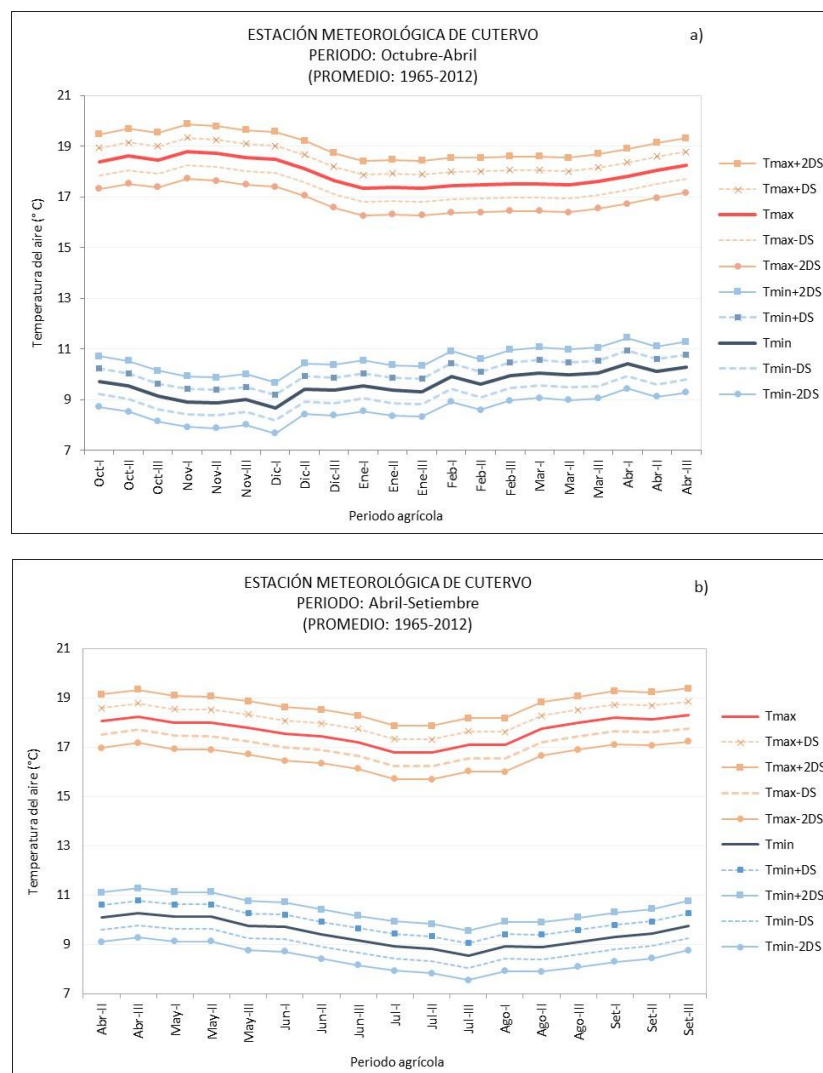 ESTACIÓN METEOROLÓGICA DE CUTERVO
a)
PERIODO: Octubre-Abril
(PROMEDIO: 1965-2012)
21
19
17
15
13
11
9
7
Temperatura del aire (° C)
Oct-I
Oct-II
Oct-III
Nov-I
Nov-II
Nov-III
Dic-I
Dic-II
Dic-III
Ene-I
Ene-II
Ene-III
Feb-I
Feb-II
Feb-III
Mar-I
Mar-II
Mar-III
Abr-I
Abr-II
Abr-III
Periodo agrícola
Tmax+2DS
Tmax+DS
Tmax
Tmax-DS
Tmax-2DS
Tmin+2DS
Tmin+DS
Tmin
Tmin-DS
Tmin-2DS
ESTACIÓN METEOROLÓGICA DE CUTERVO
b)
PERIODO: Abril-Setiembre
(PROMEDIO: 1965-2012)
21
19
17
15
13
11
9
7
Temperatura del aire (°C)
Abr-II
Abr-III
May-I
May-II
May-III
Jun-I
Jun-II
Jun-III
Jul-I
Jul-II
Jul-III
Ago-I
Ago-II
Ago-III
Set-I
Set-II
Set-III
Periodo agrícola
Tmax
Tmax+DS
Tmax+2DS
Tmax-DS
Tmax-2DS
Tmin
Tmin+DS
Tmin+2DS
Tmin-DS
Tmin-2DS